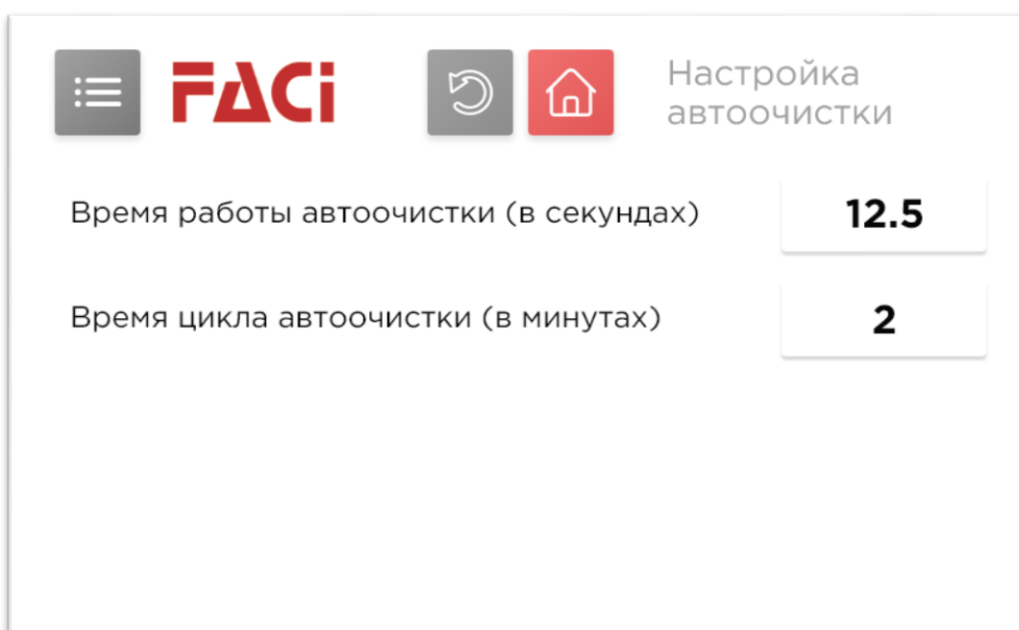 FACi
Настройка
автоочистки
Время работы автоочистки (в секундах)
12.5
Время цикла автоочистки (в минутах)
2